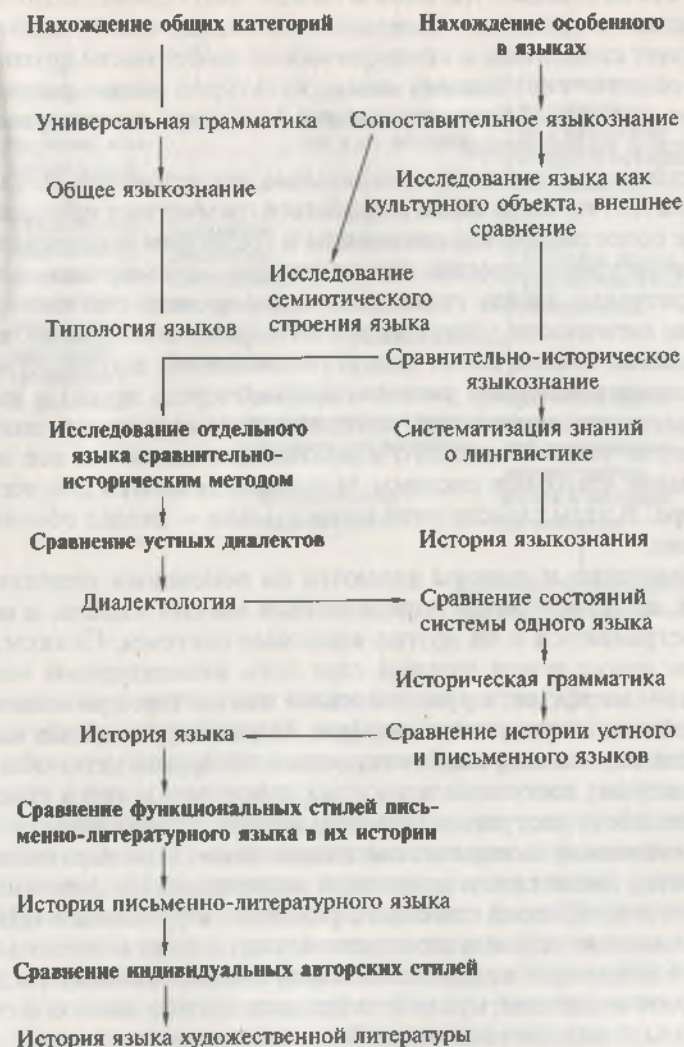 Нахождение общих категорий
Нахождение особенного
в языках
Универсальная грамматика
Сопоставительное языкознание
Общее языкознание
Исследование языка как
культурного объекта, внешнее
сравнение
Исследование
семиотического
строения языка
Типология языков
Сравнительно-историческое
языкознание
Исследование отдельного
языка сравнительно-
историческим методом
Систематизация знаний
о лингвистике
Сравнение устных диалектов
История языкознания
Диалектология
Сравнение состояний
системы одного языка
Историческая грамматика
История языка
Сравнение истории устного
и письменного языков
Сравнение функциональных стилей пись-
менно-литературного языка в их истории
История письменно-литературного языка
Сравнение индивидуальных авторских стилей
История языка художественной литературы